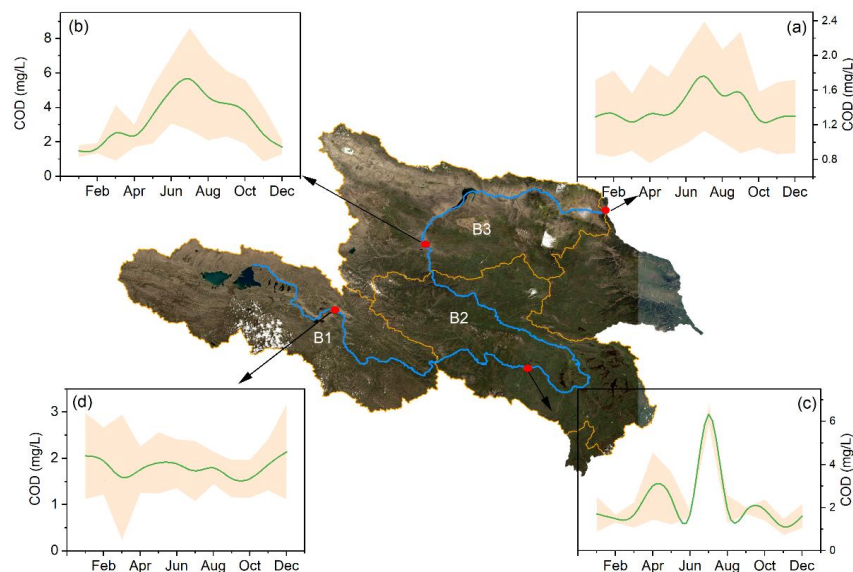 (b)
COD (mg/L)
8
6
4
2
0
Feb Apr Jun Aug Oct Dec
(a)
COD (mg/L)
2.4
2.0
1.6
1.2
0.8
Feb Apr Jun Aug Oct Dec
B3
B2
B1
(d)
COD (mg/L)
3
2
1
0
Feb Apr Jun Aug Oct Dec
(c)
COD (mg/L)
6
4
2
0
Feb Apr Jun Aug Oct Dec